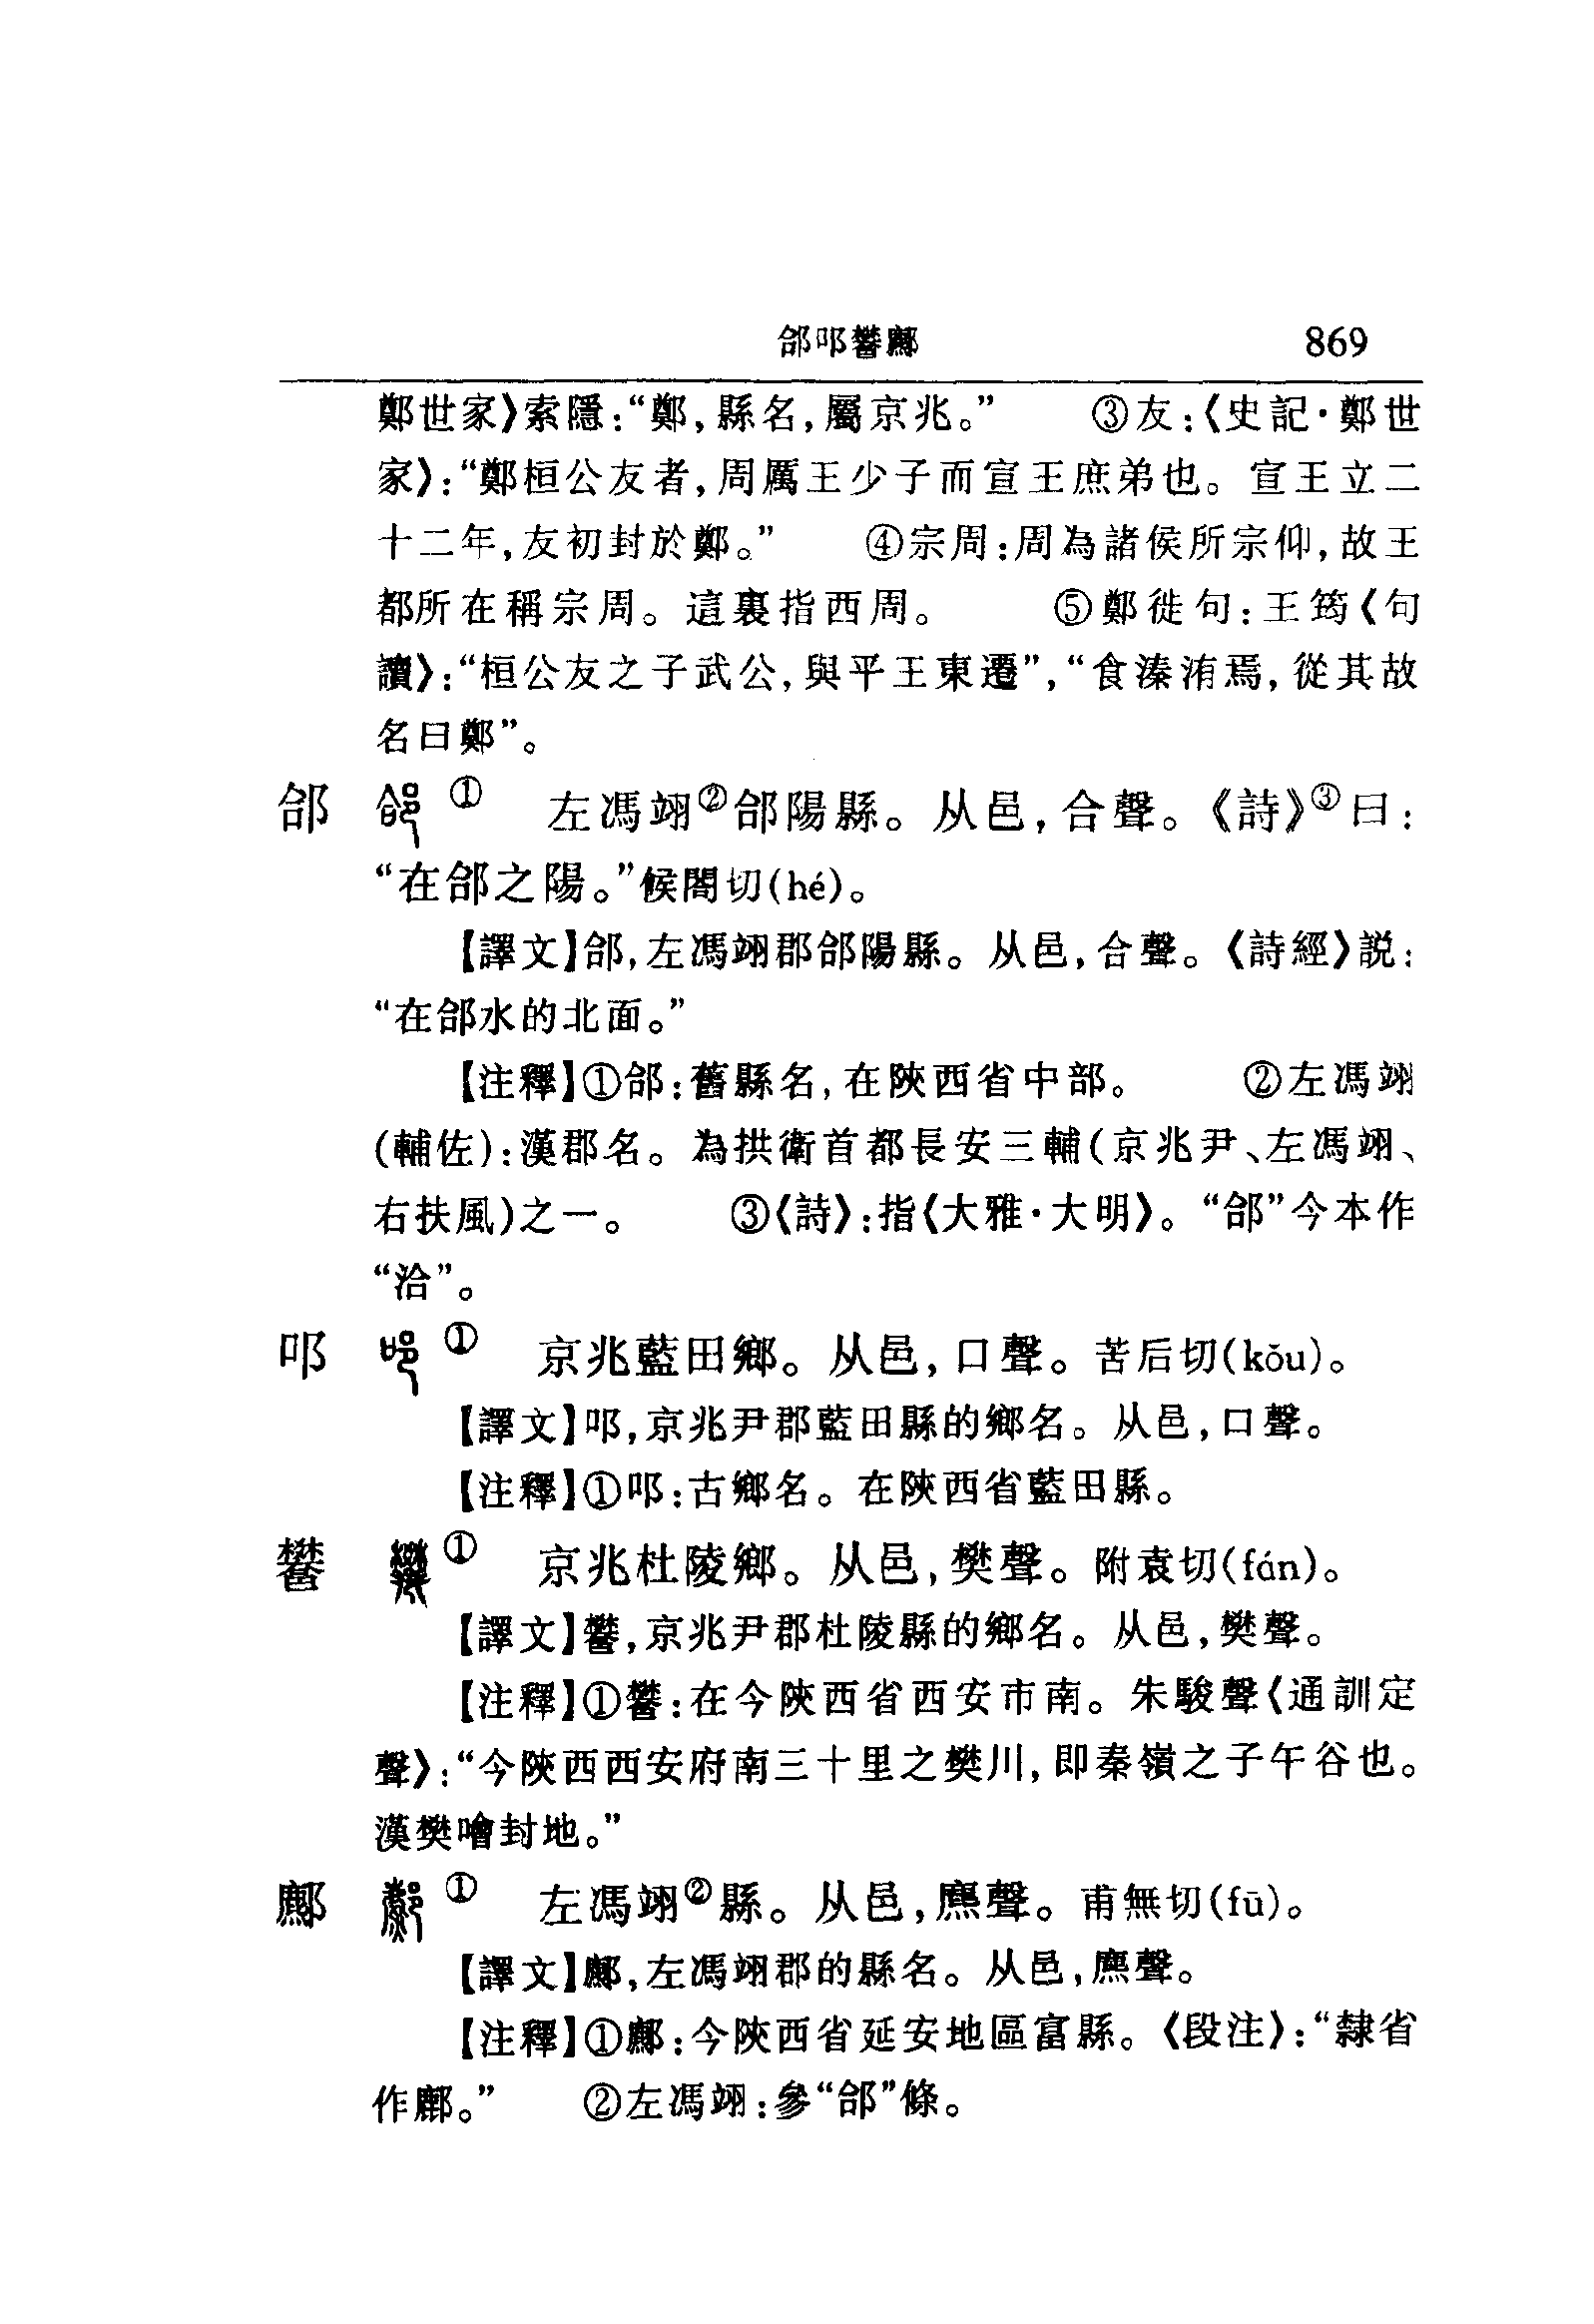 郃叩䣊䴡 869
鄭世家》索隱:“鄭,縣名,屬京兆。” ③友:《史記·鄭世
家》:“鄭桓公友者,周厲王少子而宣王庶弟也。宣王立二
十二年,友初封於鄭。” ④宗周:周為諸侯所宗仰,故王
都所在稱宗周。這裏指西周。 ⑤鄭徙句:王筠《句
讀》:“桓公友之子武公,與平王東遷”,“食溱洧焉,從其故
名曰鄭”。
郃 ① 左馮翊②郃陽縣。从邑,合聲。《詩》③曰:
“在郃之陽。”候閤切(hé)。
【譯文】郃,左馮翊郡郃陽縣。从邑,合聲。《詩經》説:
“在郃水的北面。”
【注釋】①郃:舊縣名,在陝西省中部。 ②左馮翊
(輔佐):漢郡名。為拱衛首都長安三輔(京兆尹、左馮翊、
右扶風)之一。 ③《詩》:指《大雅·大明》。“郃”今本作
“洽”。
邔 ① 京兆藍田鄉。从邑,口聲。苦后切(kǒu)。
【譯文】叩,京兆尹郡藍田縣的鄉名。从邑,口聲。
【注釋】①叩:古鄉名。在陝西省藍田縣。
① 京兆杜陵鄉。从邑,樊聲。附袁切(fán)。
【譯文】,京兆尹郡杜陵縣的鄉名。从邑,樊聲。
【注釋】①:在今陝西省西安市南。朱駿聲《通訓定
聲》:“今陝西西安府南三十里之樊川,即秦嶺之子午谷也。
漢樊噲封地。”
① 左馮翊②縣。从邑,麃聲。甫無切(fū)。
【譯文】,左馮翊郡的縣名。从邑,麃聲。
【注釋】①:今陝西省延安地區富縣。《段注》:“隸省
作鄜。” ②左馮翊:參“郃”條。